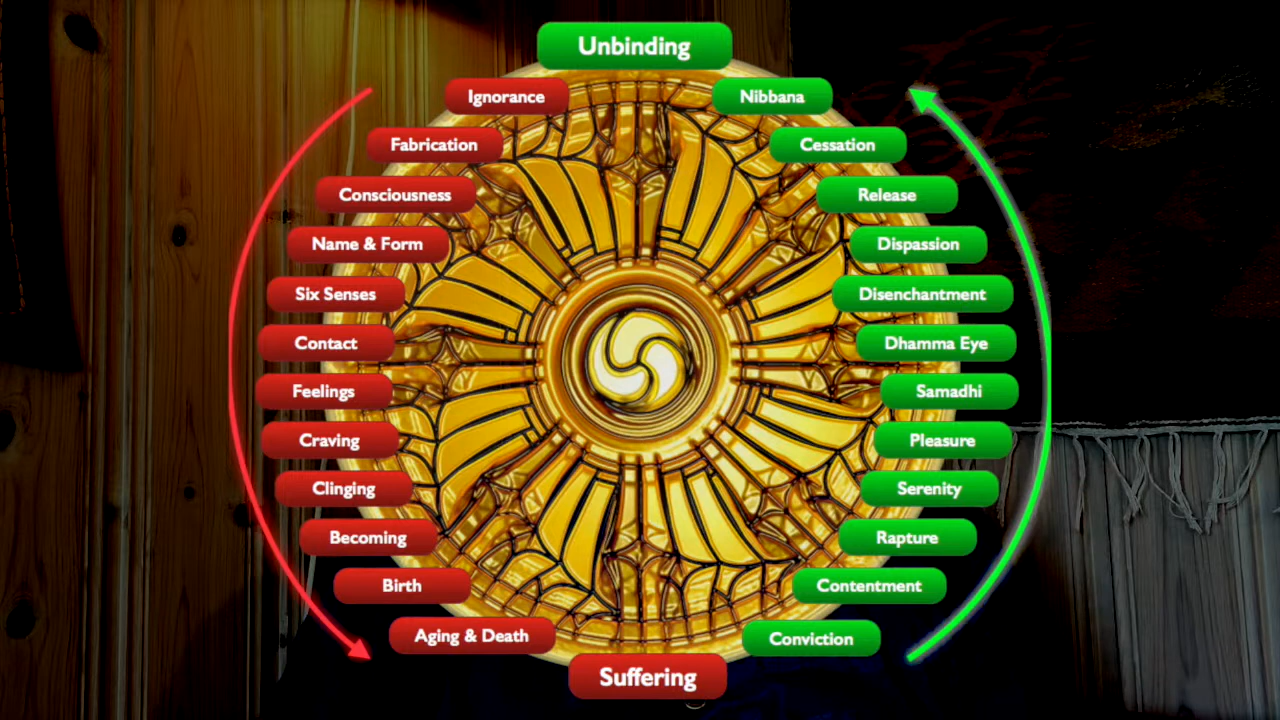 Unbinding
Ignorance
Fabrication
Consciousness
Name & Form
Six Senses
Contact
Feelings
Craving
Clinging
Becoming
Birth
Aging & Death
Suffering
Conviction
Contentment
Rapture
Serenity
Pleasure
Samadhi
Dhamma Eye
Disenchantment
Dispassion
Release
Cessation
Nibbana